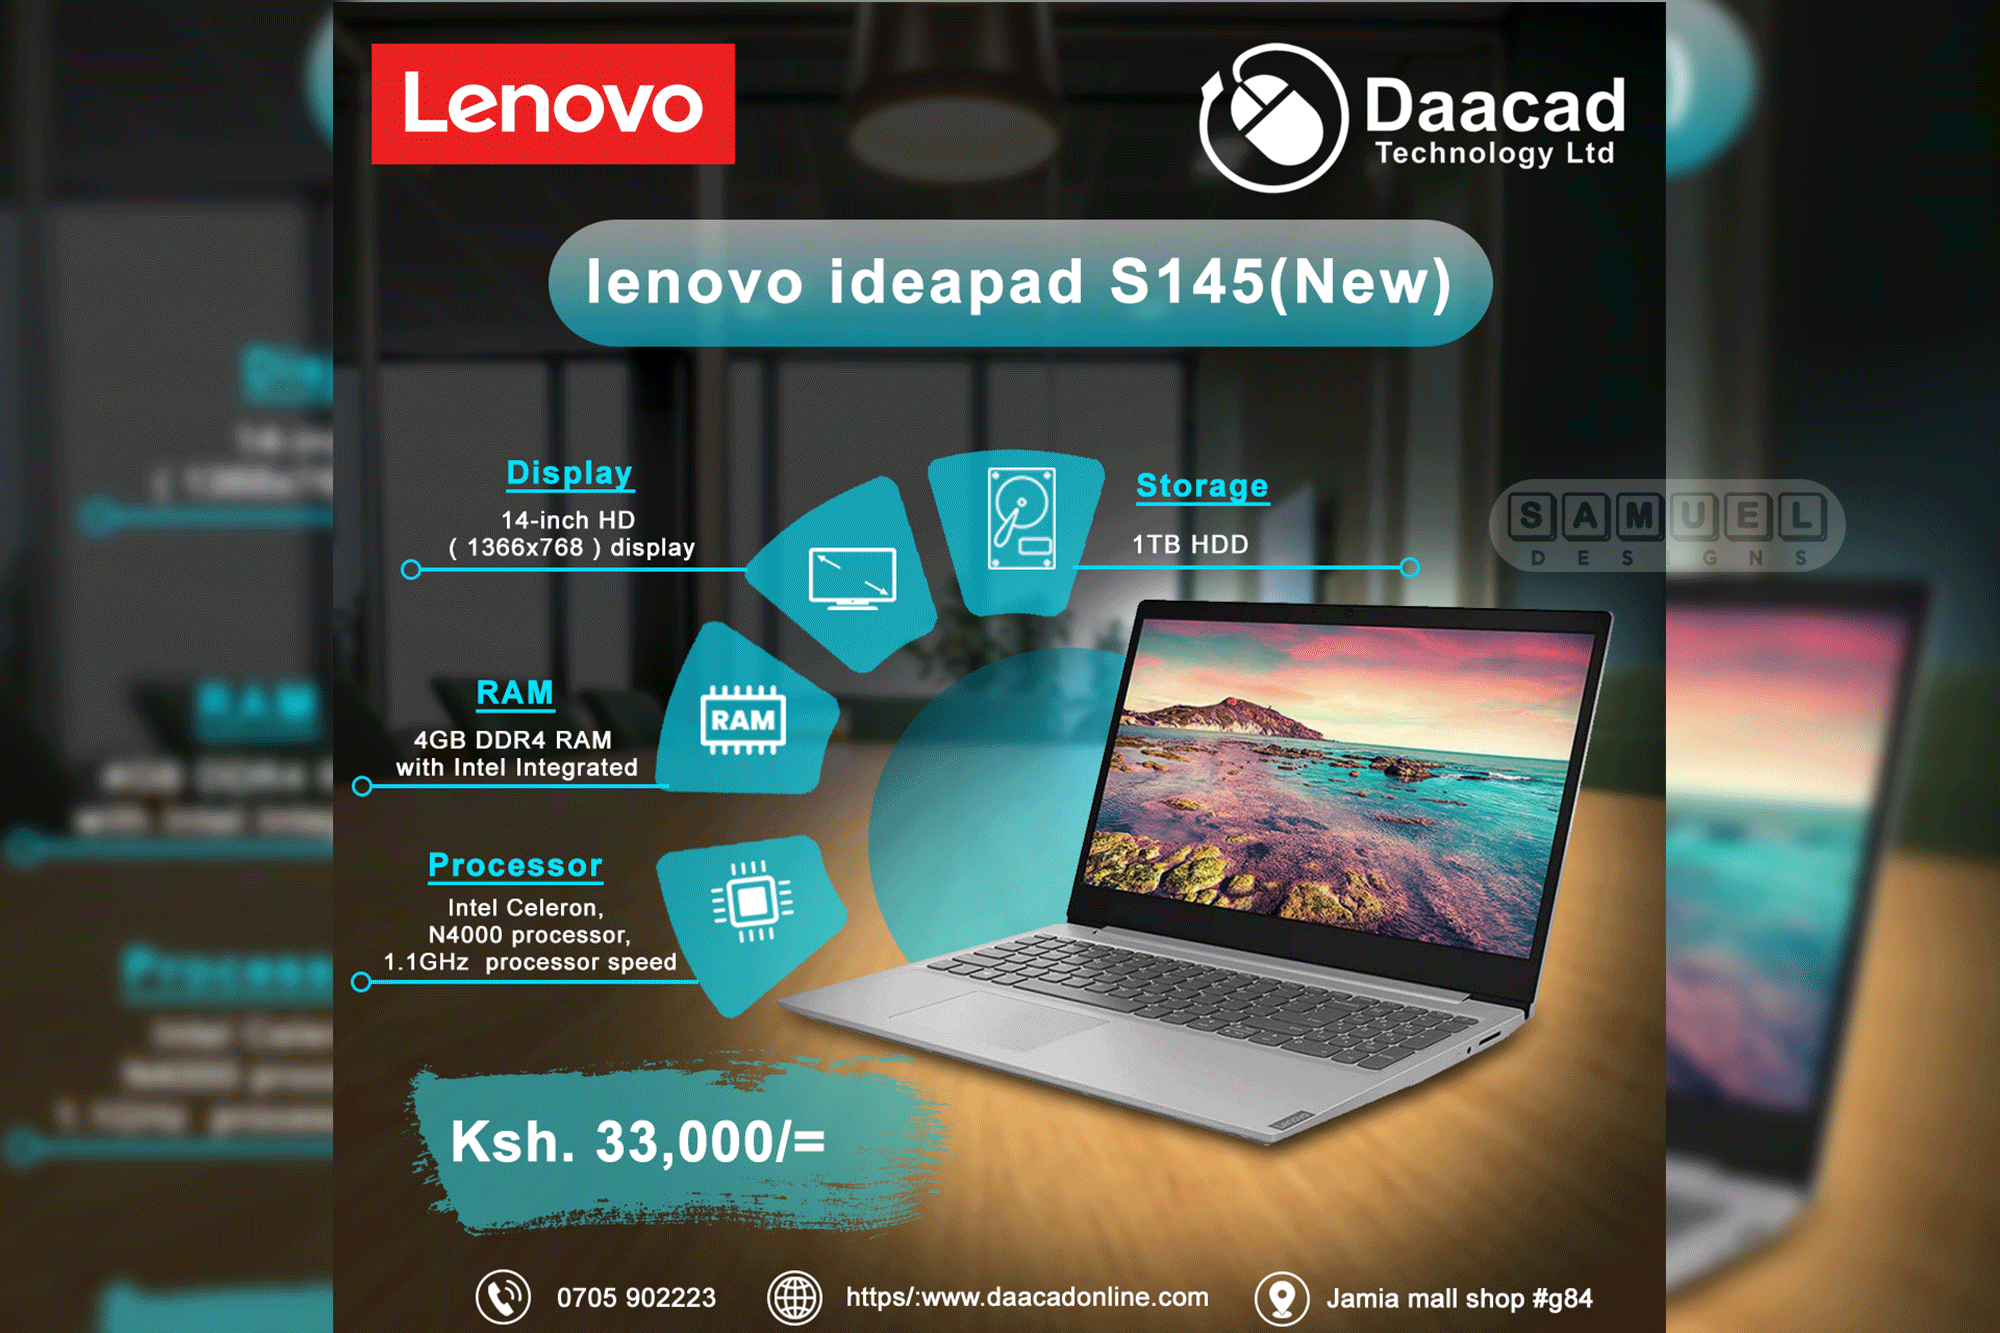 Lenovo
Daacad
Technology Ltd
lenovo ideapad S145(New)
Display
14-inch HD
( 1366x768 ) display
Storage
1TB HDD
SAMUEL
DESIGNS
RAM
4GB DDR4 RAM
with Intel Integrated
RAM
Processor
Intel Celeron,
N4000 processor,
1.1GHz processor speed
Lenovo
Ksh. 33,000/=
0705 902223
https/:www.daacadonline.com
Jamia mall shop #g84